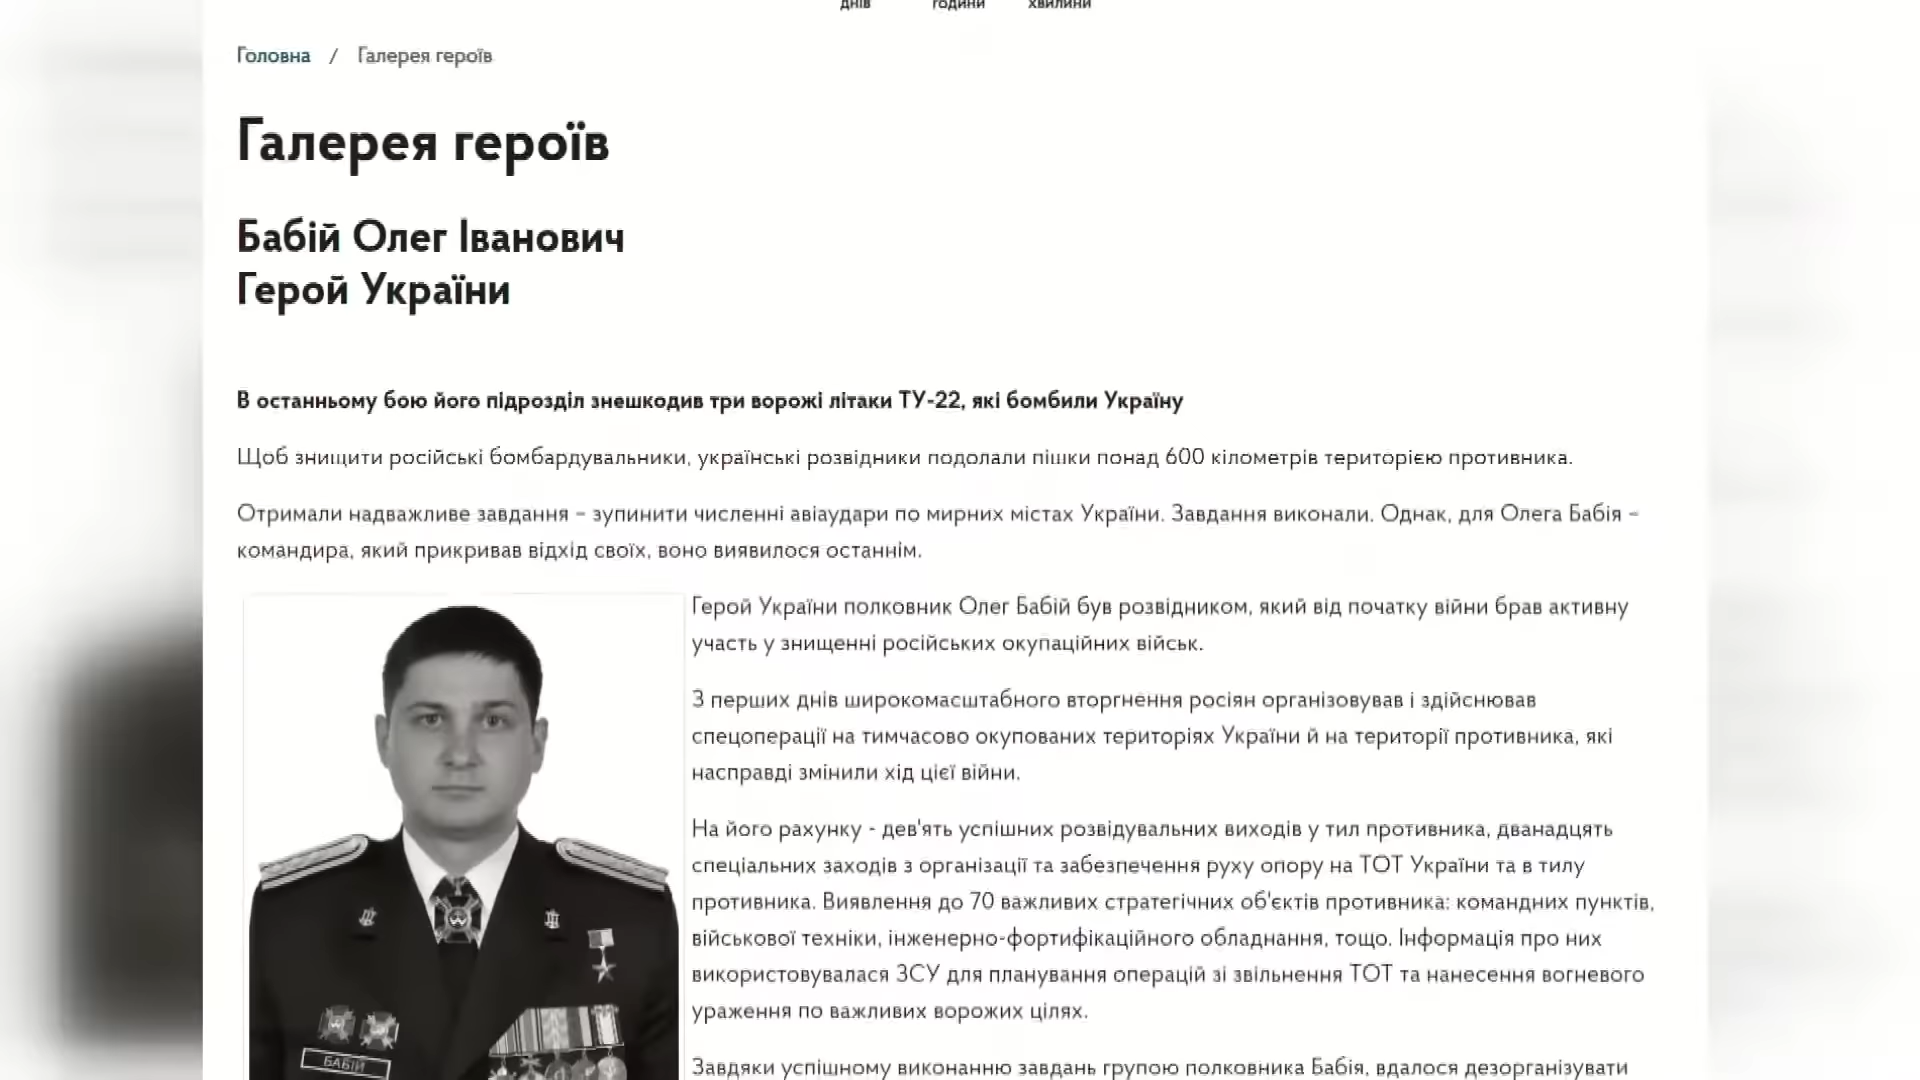 днів години хвилини
Головна / Галерея героїв
Галерея героїв
Бабій Олег Іванович
Герой України
В останньому бою його підрозділ знешкодив три ворожі літаки ТУ-22, які бомбили Україну
Щоб знищити російські бомбардувальники, українські розвідники подолали пішки понад 600 кілометрів територією противника.
Отримали надважливе завдання – зупинити численні авіаудари по мирних містах України. Завдання виконали. Однак, для Олега Бабія –
командира, який прикривав відхід своїх, воно виявилося останнім.
Герой України полковник Олег Бабій був розвідником, який від початку війни брав активну
участь у знищенні російських окупаційних військ.
З перших днів широкомасштабного вторгнення росіян організовував і здійснював
спецоперації на тимчасово окупованих територіях України й на території противника, які
насправді змінили хід цієї війни.
На його рахунку - дев'ять успішних розвідувальних виходів у тил противника, дванадцять
спеціальних заходів з організації та забезпечення руху опору на ТОТ України та в тилу
противника. Виявлення до 70 важливих стратегічних об'єктів противника: командних пунктів,
військової техніки, інженерно-фортифікаційного обладнання, тощо. Інформація про них
використовувалася ЗСУ для планування операцій зі звільнення ТОТ та нанесення вогневого
ураження по важливих ворожих цілях.
Завдяки успішному виконанню завдань групою полковника Бабія, вдалося дезорганізувати
БАБІЙ